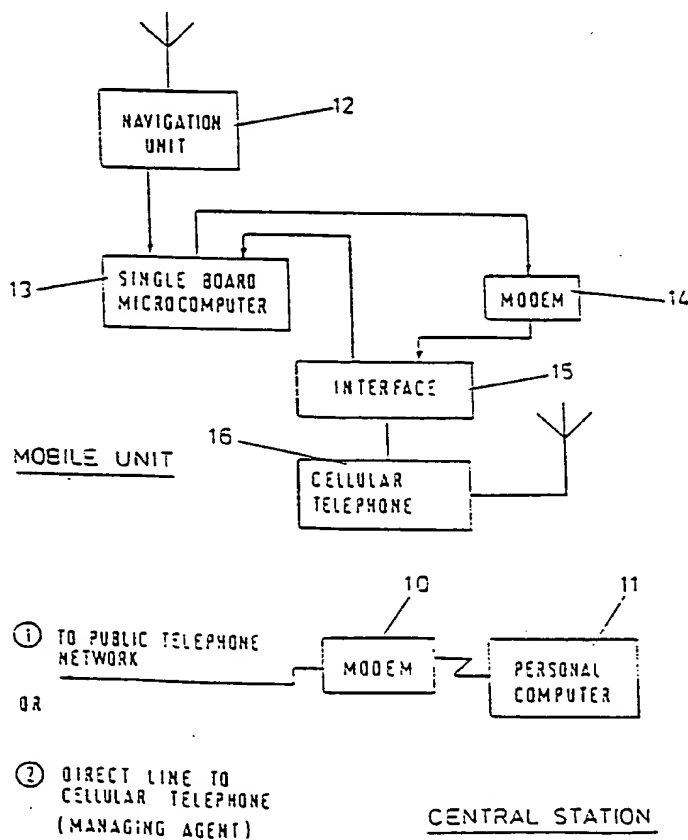 NAVIGATION
UNIT
12
13
SINGLE BOARD
MICROCOMPUTER
MODEM
14
INTERFACE
15
16
MOBILE UNIT
CELLULAR
TELEPHONE
10
11
① TO PUBLIC TELEPHONE
NETWORK
MODEM
PERSONAL
COMPUTER
OR
② DIRECT LINE TO
CELLULAR TELEPHONE
(MANAGING AGENT)
CENTRAL STATION